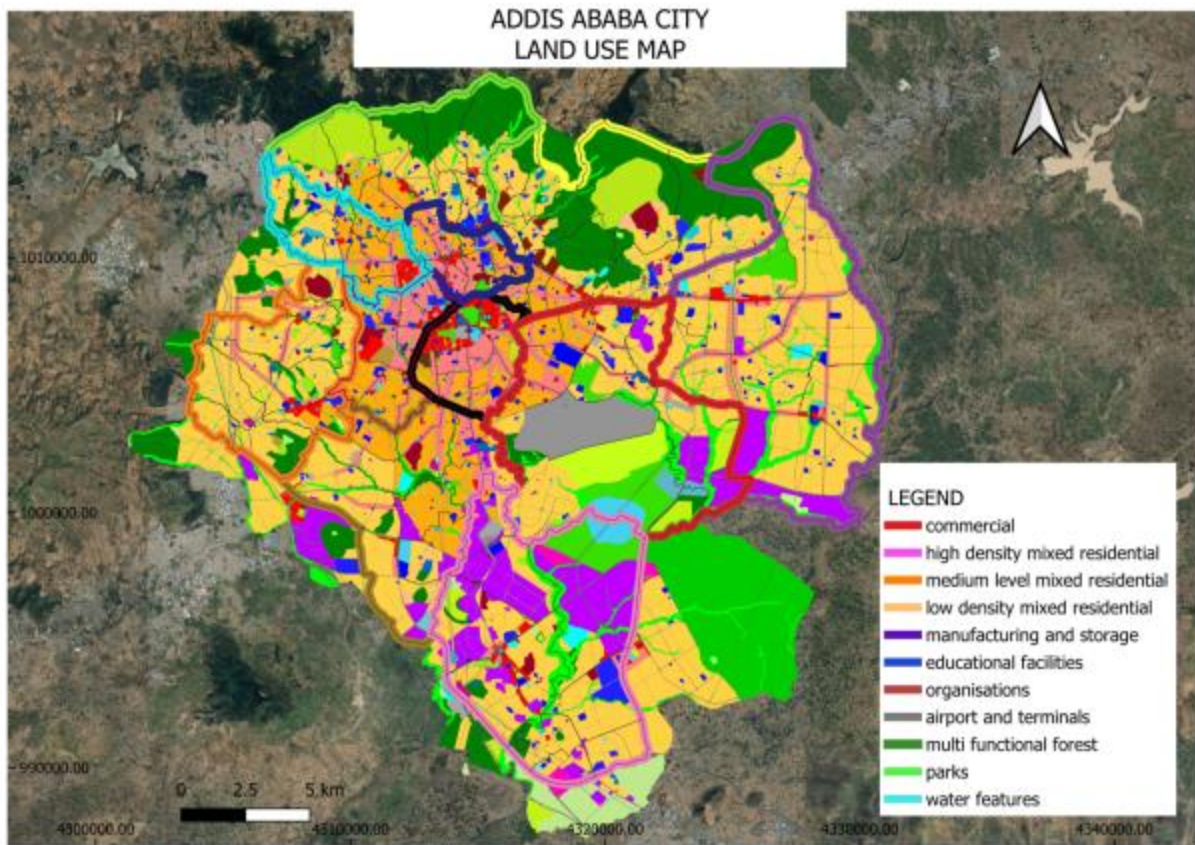 ADDIS ABABA CITY
LAND USE MAP
1010000.00
1000000.00
990000.00
LEGEND
commercial
high density mixed residential
medium level mixed residential
low density mixed residential
manufacturing and storage
educational facilities
organisations
airport and terminals
multi functional forest
parks
water features
0 2.5 5 km
4300000.00 4310000.00 4320000.00 4330000.00 4340000.00